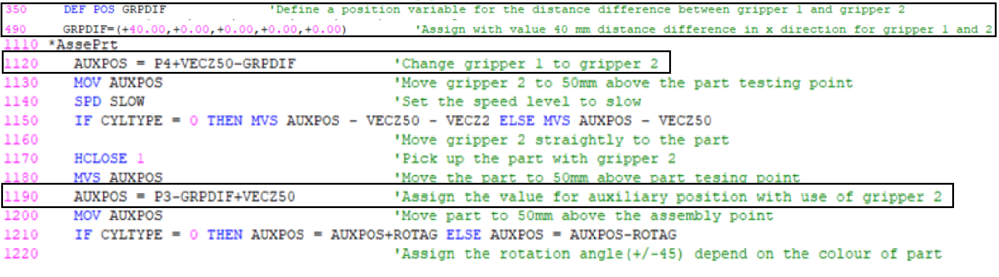 350 DEF POS GRPDIF 'Define a position variable for the distance difference between gripper 1 and gripper 2
490 GRPDIF=(+40.00,+0.00,+0.00,+0.00,+0.00) 'Assign with value 40 mm distance difference in x direction for gripper 1 and 2
1110 *AssePrt
1120 AUXPOS = P4+VECZ50-GRPDIF 'Change gripper 1 to gripper 2
1130 MOV AUXPOS 'Move gripper 2 to 50mm above the part testing point
1140 SPD SLOW 'Set the speed level to slow
1150 IF CYLTYPE = 0 THEN MVS AUXPOS - VECZ50 - VECZ2 ELSE MVS AUXPOS - VECZ50
1160 'Move gripper 2 straightly to the part
1170 HCLOSE 1 'Pick up the part with gripper 2
1180 MVS AUXPOS 'Move the part to 50mm above part tesing point
1190 AUXPOS = P3-GRPDIF+VECZ50 'Assign the value for auxiliary position with use of gripper 2
1200 MOV AUXPOS 'Move part to 50mm above the assembly point
1210 IF CYLTYPE = 0 THEN AUXPOS = AUXPOS+ROTAG ELSE AUXPOS = AUXPOS-ROTAG
1220 'Assign the rotation angle(+/-45) depend on the colour of part